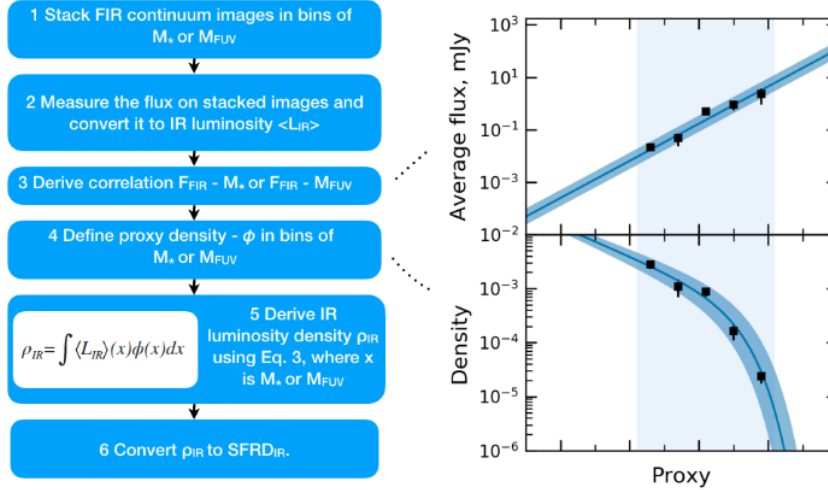 1 Stack FIR continuum images in bins of
M* or MFUV
2 Measure the flux on stacked images and
convert it to IR luminosity <LIR>
3 Derive correlation FFIR - M* or FFIR - MFUV
4 Define proxy density - ϕ in bins of
M* or MFUV
ρIR=∫⟨LIR⟩(x)ϕ(x)dx
5 Derive IR
luminosity density ρIR
using Eq. 3, where x
is M* or MFUV
6 Convert ρIR to SFRDIR.
Average flux, mJy
10³
10¹
10⁻¹
10⁻³
10⁻²
Density
10⁻³
10⁻⁴
10⁻⁵
10⁻⁶
Proxy